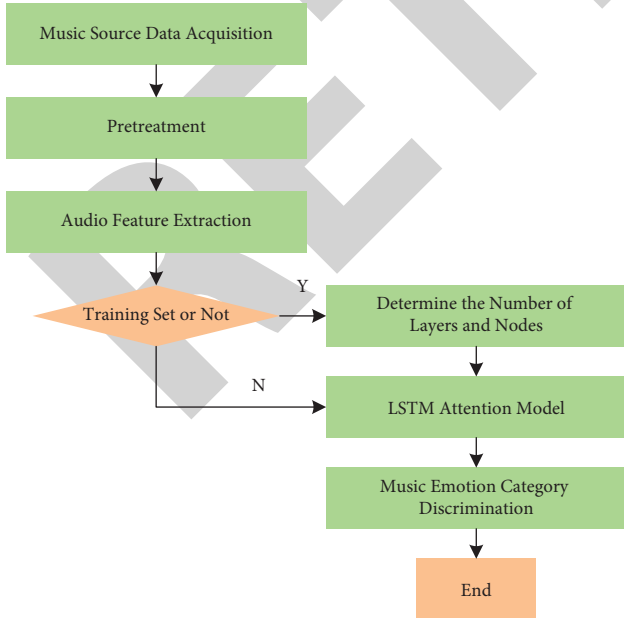 Music Source Data Acquisition
Pretreatment
Audio Feature Extraction
Training Set or Not
Y
N
Determine the Number of
Layers and Nodes
LSTM Attention Model
Music Emotion Category
Discrimination
End